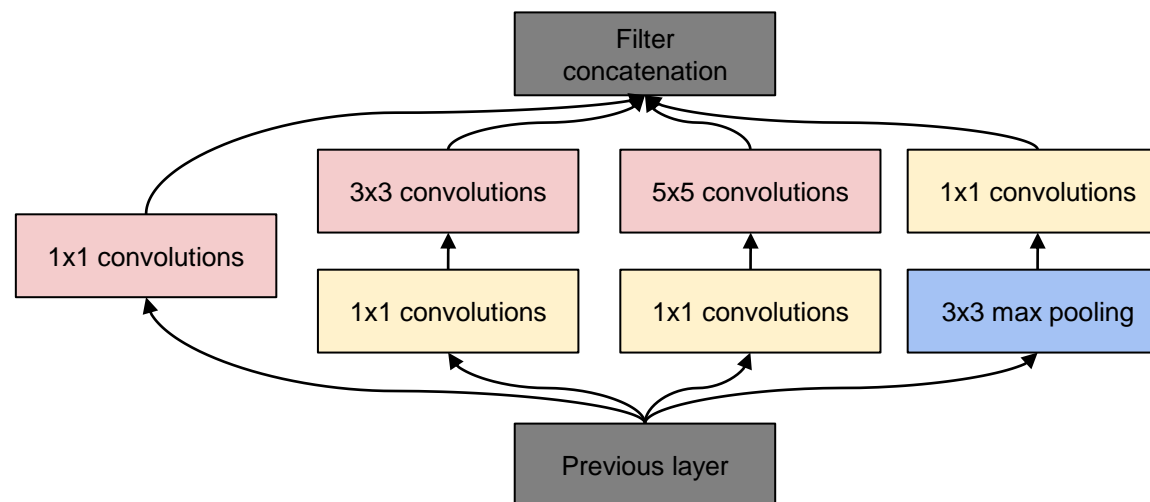 Filter
concatenation
3x3 convolutions
5x5 convolutions
1x1 convolutions
1x1 convolutions
1x1 convolutions
1x1 convolutions
3x3 max pooling
Previous layer